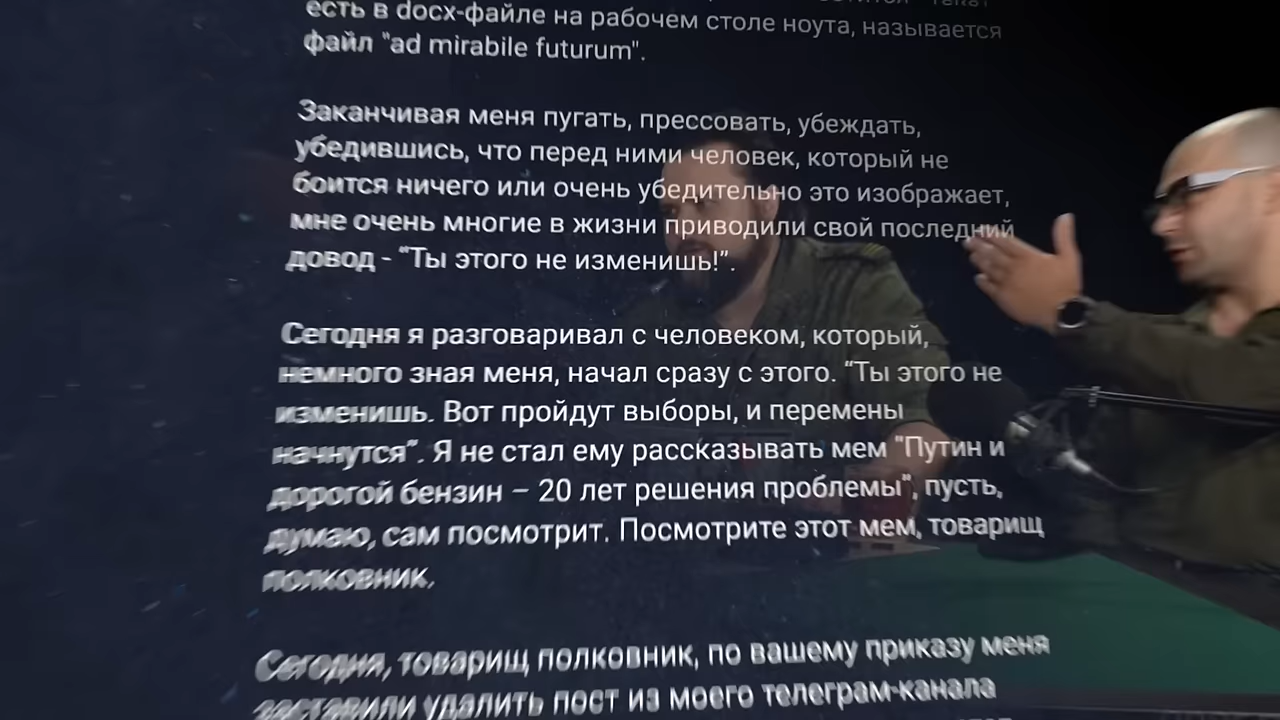 есть в docx-файле на рабочем столе ноута, называется
файл "ad mirabile futurum".
Заканчивая меня пугать, прессовать, убеждать,
убедившись, что перед ними человек, который не
боится ничего или очень убедительно это изображает,
мне очень многие в жизни приводили свой последний
довод - “Ты этого не изменишь!”.
Сегодня я разговаривал с человеком, который,
немного зная меня, начал сразу с этого. “Ты этого не
изменишь. Вот пройдут выборы, и перемены
начнутся”. Я не стал ему рассказывать мем "Путин и
дорогой бензин – 20 лет решения проблемы", пусть,
думаю, сам посмотрит. Посмотрите этот мем, товарищ
полковник.
Сегодня, товарищ полковник, по вашему приказу меня
заставили удалить пост из моего телеграм-канала